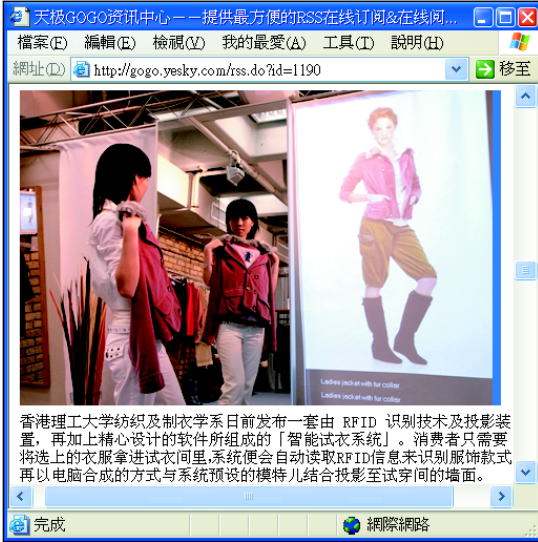 天极GOGO资讯中心－－提供最方便的RSS在线订阅&在线阅...
檔案(F) 編輯(E) 檢視(V) 我的最愛(A) 工具(T) 說明(H)
網址(D) http://gogo.yesky.com/rss.do?id=1190 移至
Ladies jacket with fur collar
Ladies jacket with fur collar
香港理工大学纺织及制衣学系日前发布一套由 RFID 识别技术及投影装
置，再加上精心设计的软件所组成的「智能试衣系统」。消费者只需要
将选上的衣服拿进试衣间里,系统便会自动读取RFID信息来识别服饰款式
再以电脑合成的方式与系统预设的模特儿结合投影至试穿间的墙面。
完成 網際網路